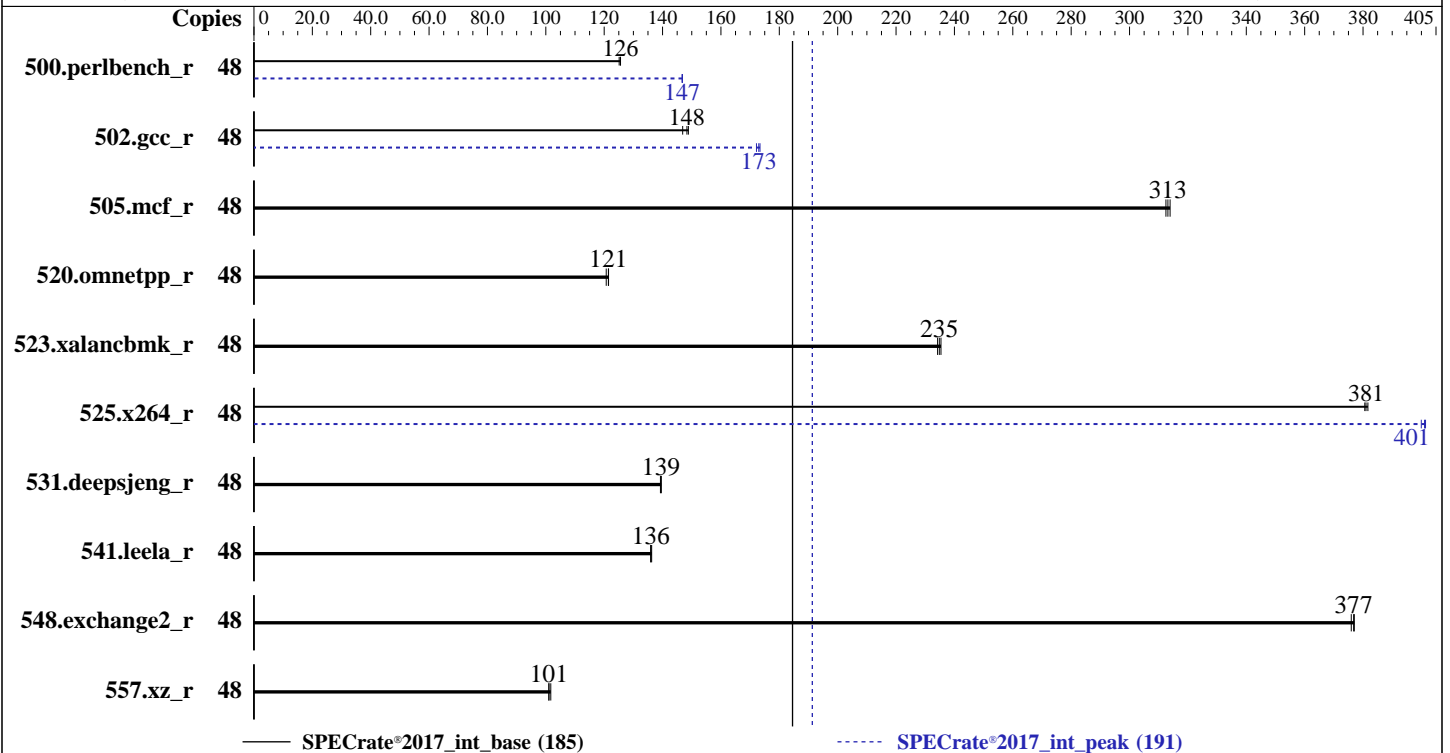 Copies 0 20.0 40.0 60.0 80.0 100 120 140 160 180 200 220 240 260 280 300 320 340 360 380 405
126
500.perlbench_r 48
147
148
502.gcc_r 48
173
313
505.mcf_r 48
121
520.omnetpp_r 48
235
523.xalancbmk_r 48
381
525.x264_r 48
401
139
531.deepsjeng_r 48
136
541.leela_r 48
377
548.exchange2_r 48
101
557.xz_r 48
SPECrate®2017_int_base (185) SPECrate®2017_int_peak (191)